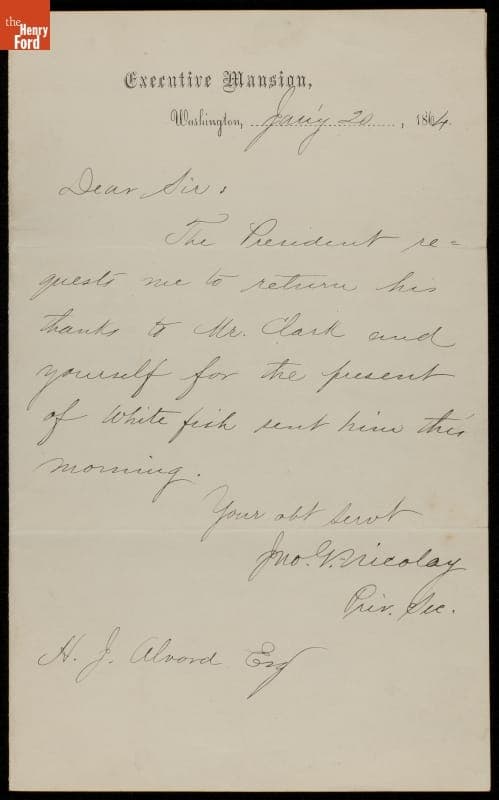 the
Henry
Ford
Executive Mansion,
Washington, Jan'y 20, 1864.
Dear Sir:
The President re=
quests me to return his
thanks to Mr. Clark and
yourself for the present
of White fish sent him this
morning.
Your obt Servt
Jno. G. Nicolay
Priv. Sec.
H. J. Alvord Esq